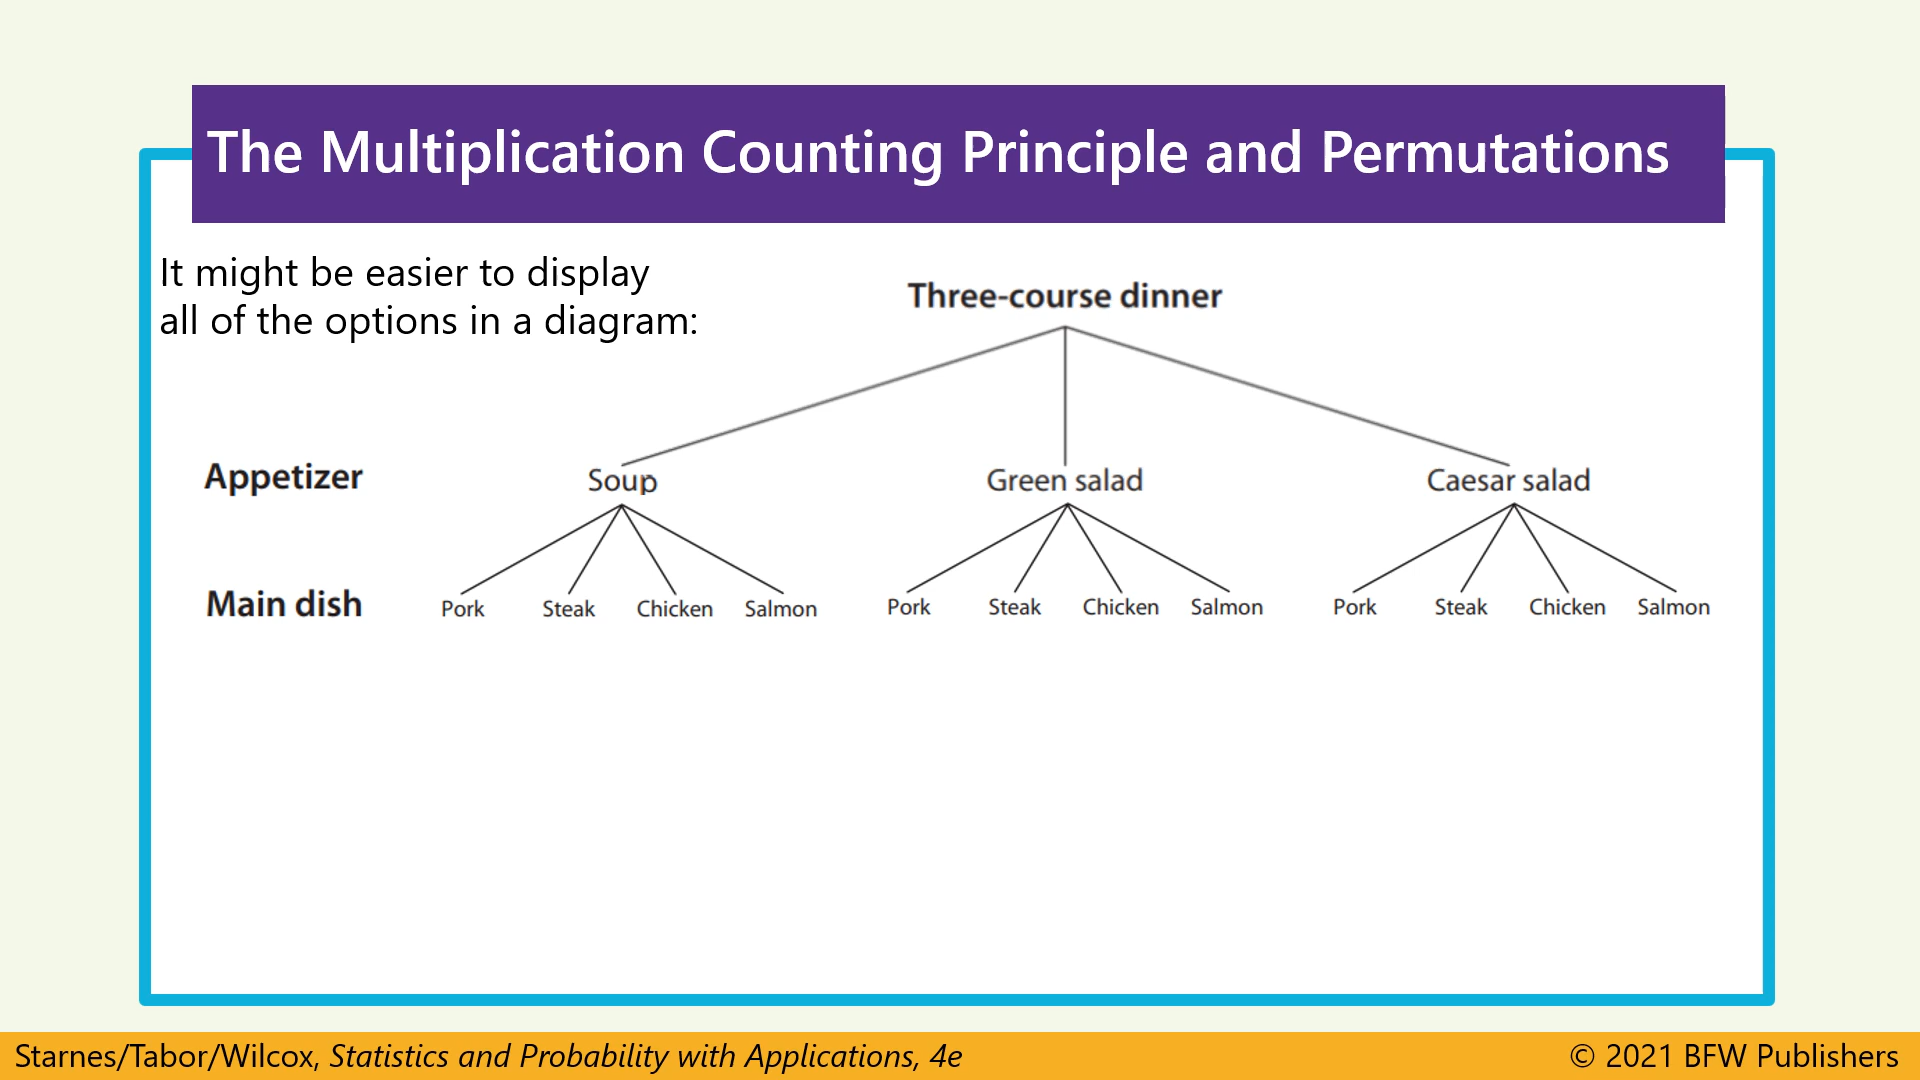 The Multiplication Counting Principle and Permutations
It might be easier to display
all of the options in a diagram:
Three-course dinner
Appetizer Soup Green salad Caesar salad
Main dish Pork Steak Chicken Salmon Pork Steak Chicken Salmon Pork Steak Chicken Salmon
Starnes/Tabor/Wilcox, Statistics and Probability with Applications, 4e © 2021 BFW Publishers